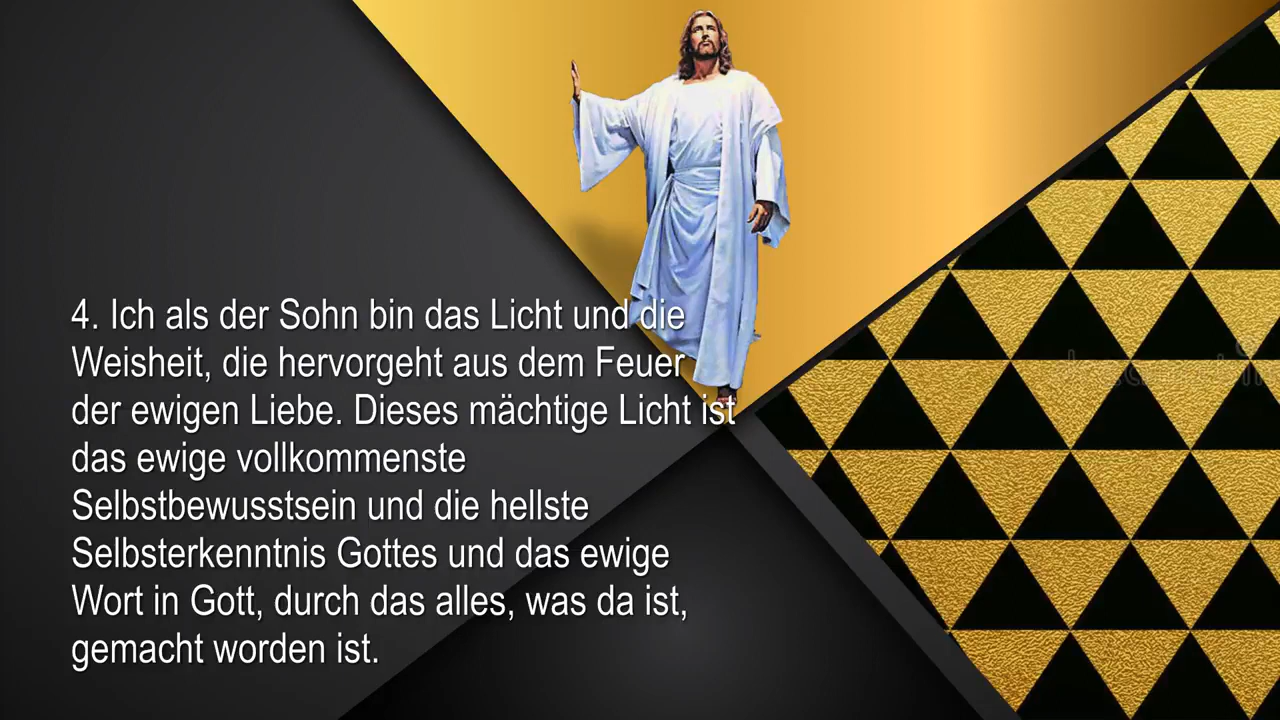 4. Ich als der Sohn bin das Licht und die
Weisheit, die hervorgeht aus dem Feuer
der ewigen Liebe. Dieses mächtige Licht ist
das ewige vollkommenste
Selbstbewusstsein und die hellste
Selbsterkenntnis Gottes und das ewige
Wort in Gott, durch das alles, was da ist,
gemacht worden ist.